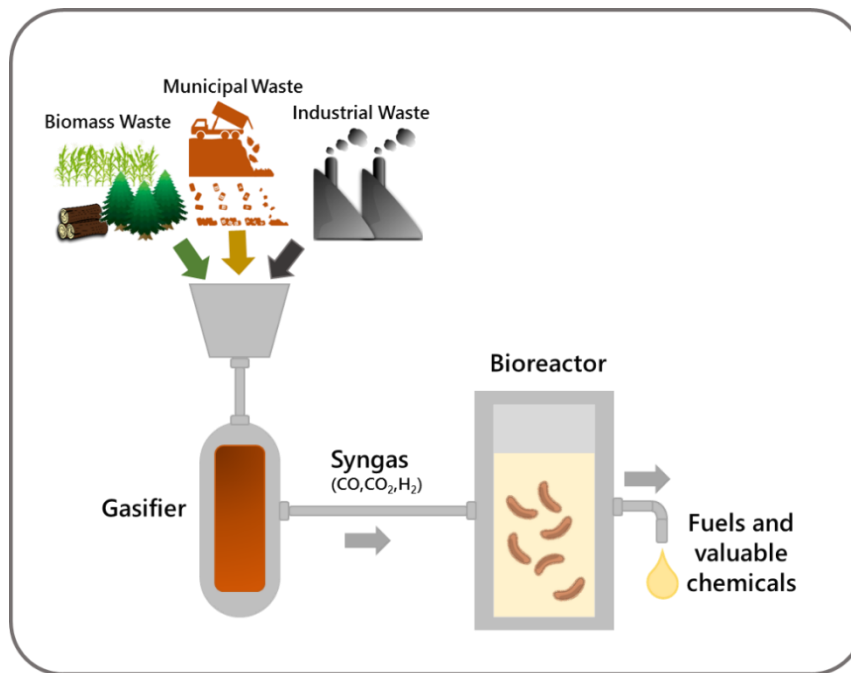 Municipal Waste
Biomass Waste
Industrial Waste
Bioreactor
Syngas
(CO,CO₂,H₂)
Gasifier
Fuels and
valuable
chemicals